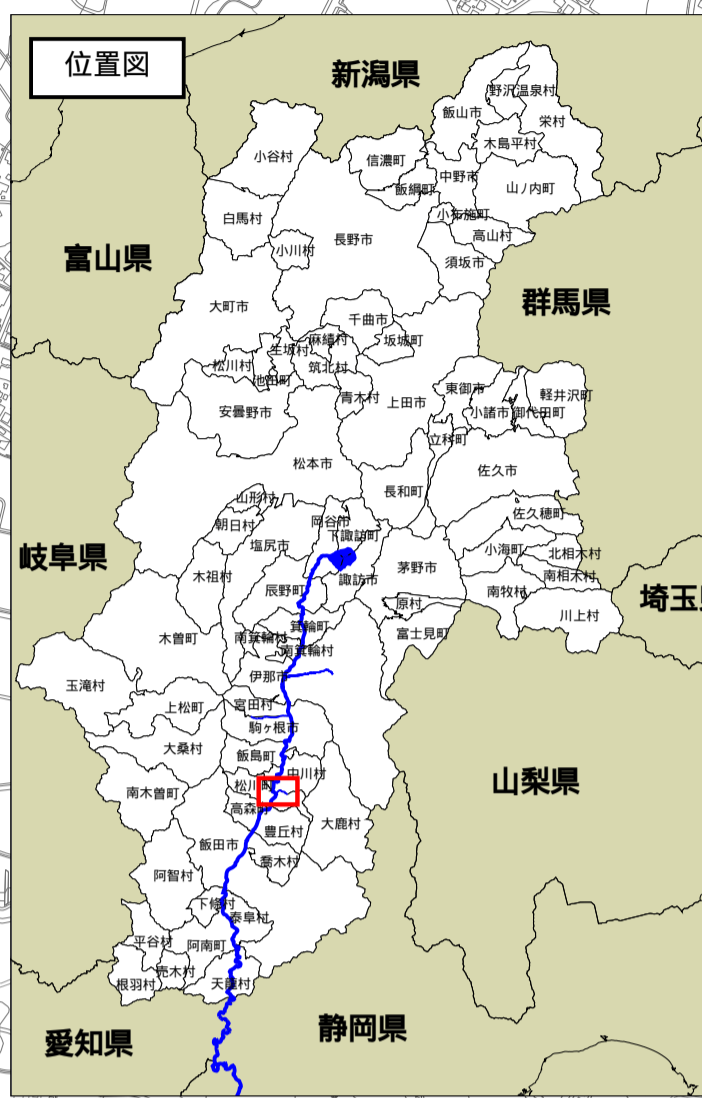 位置図
新潟県
野沢温泉村
飯山市
栄村
木島平村
小谷村
信濃町
中野市
飯綱町
山ノ内町
白馬村
小布施町
高山村
長野市
小川村
富山県
須坂市
群馬県
大町市
千曲市
麻績村
坂城町
生坂村
松川村
筑北村
池田町
青木村
東御市
軽井沢町
安曇野市
上田市
小諸市
御代田町
立科町
松本市
佐久市
長和町
山形村
佐久穂町
朝日村
岡谷市
下諏訪町
塩尻市
小海町
北相木村
岐阜県
茅野市
諏訪市
南相木村
木祖村
辰野町
南牧村
埼玉県
原村
川上村
箕輪町
富士見町
木曽町
南箕輪村
南箕輪村
伊那市
玉滝村
上松町
宮田村
駒ヶ根市
大桑村
飯島町
中川村
山梨県
松川町
南木曽町
高森町
大鹿村
豊丘村
飯田市
喬木村
阿智村
下條村
泰阜村
平谷村
阿南町
売木村
根羽村
天龍村
静岡県
愛知県